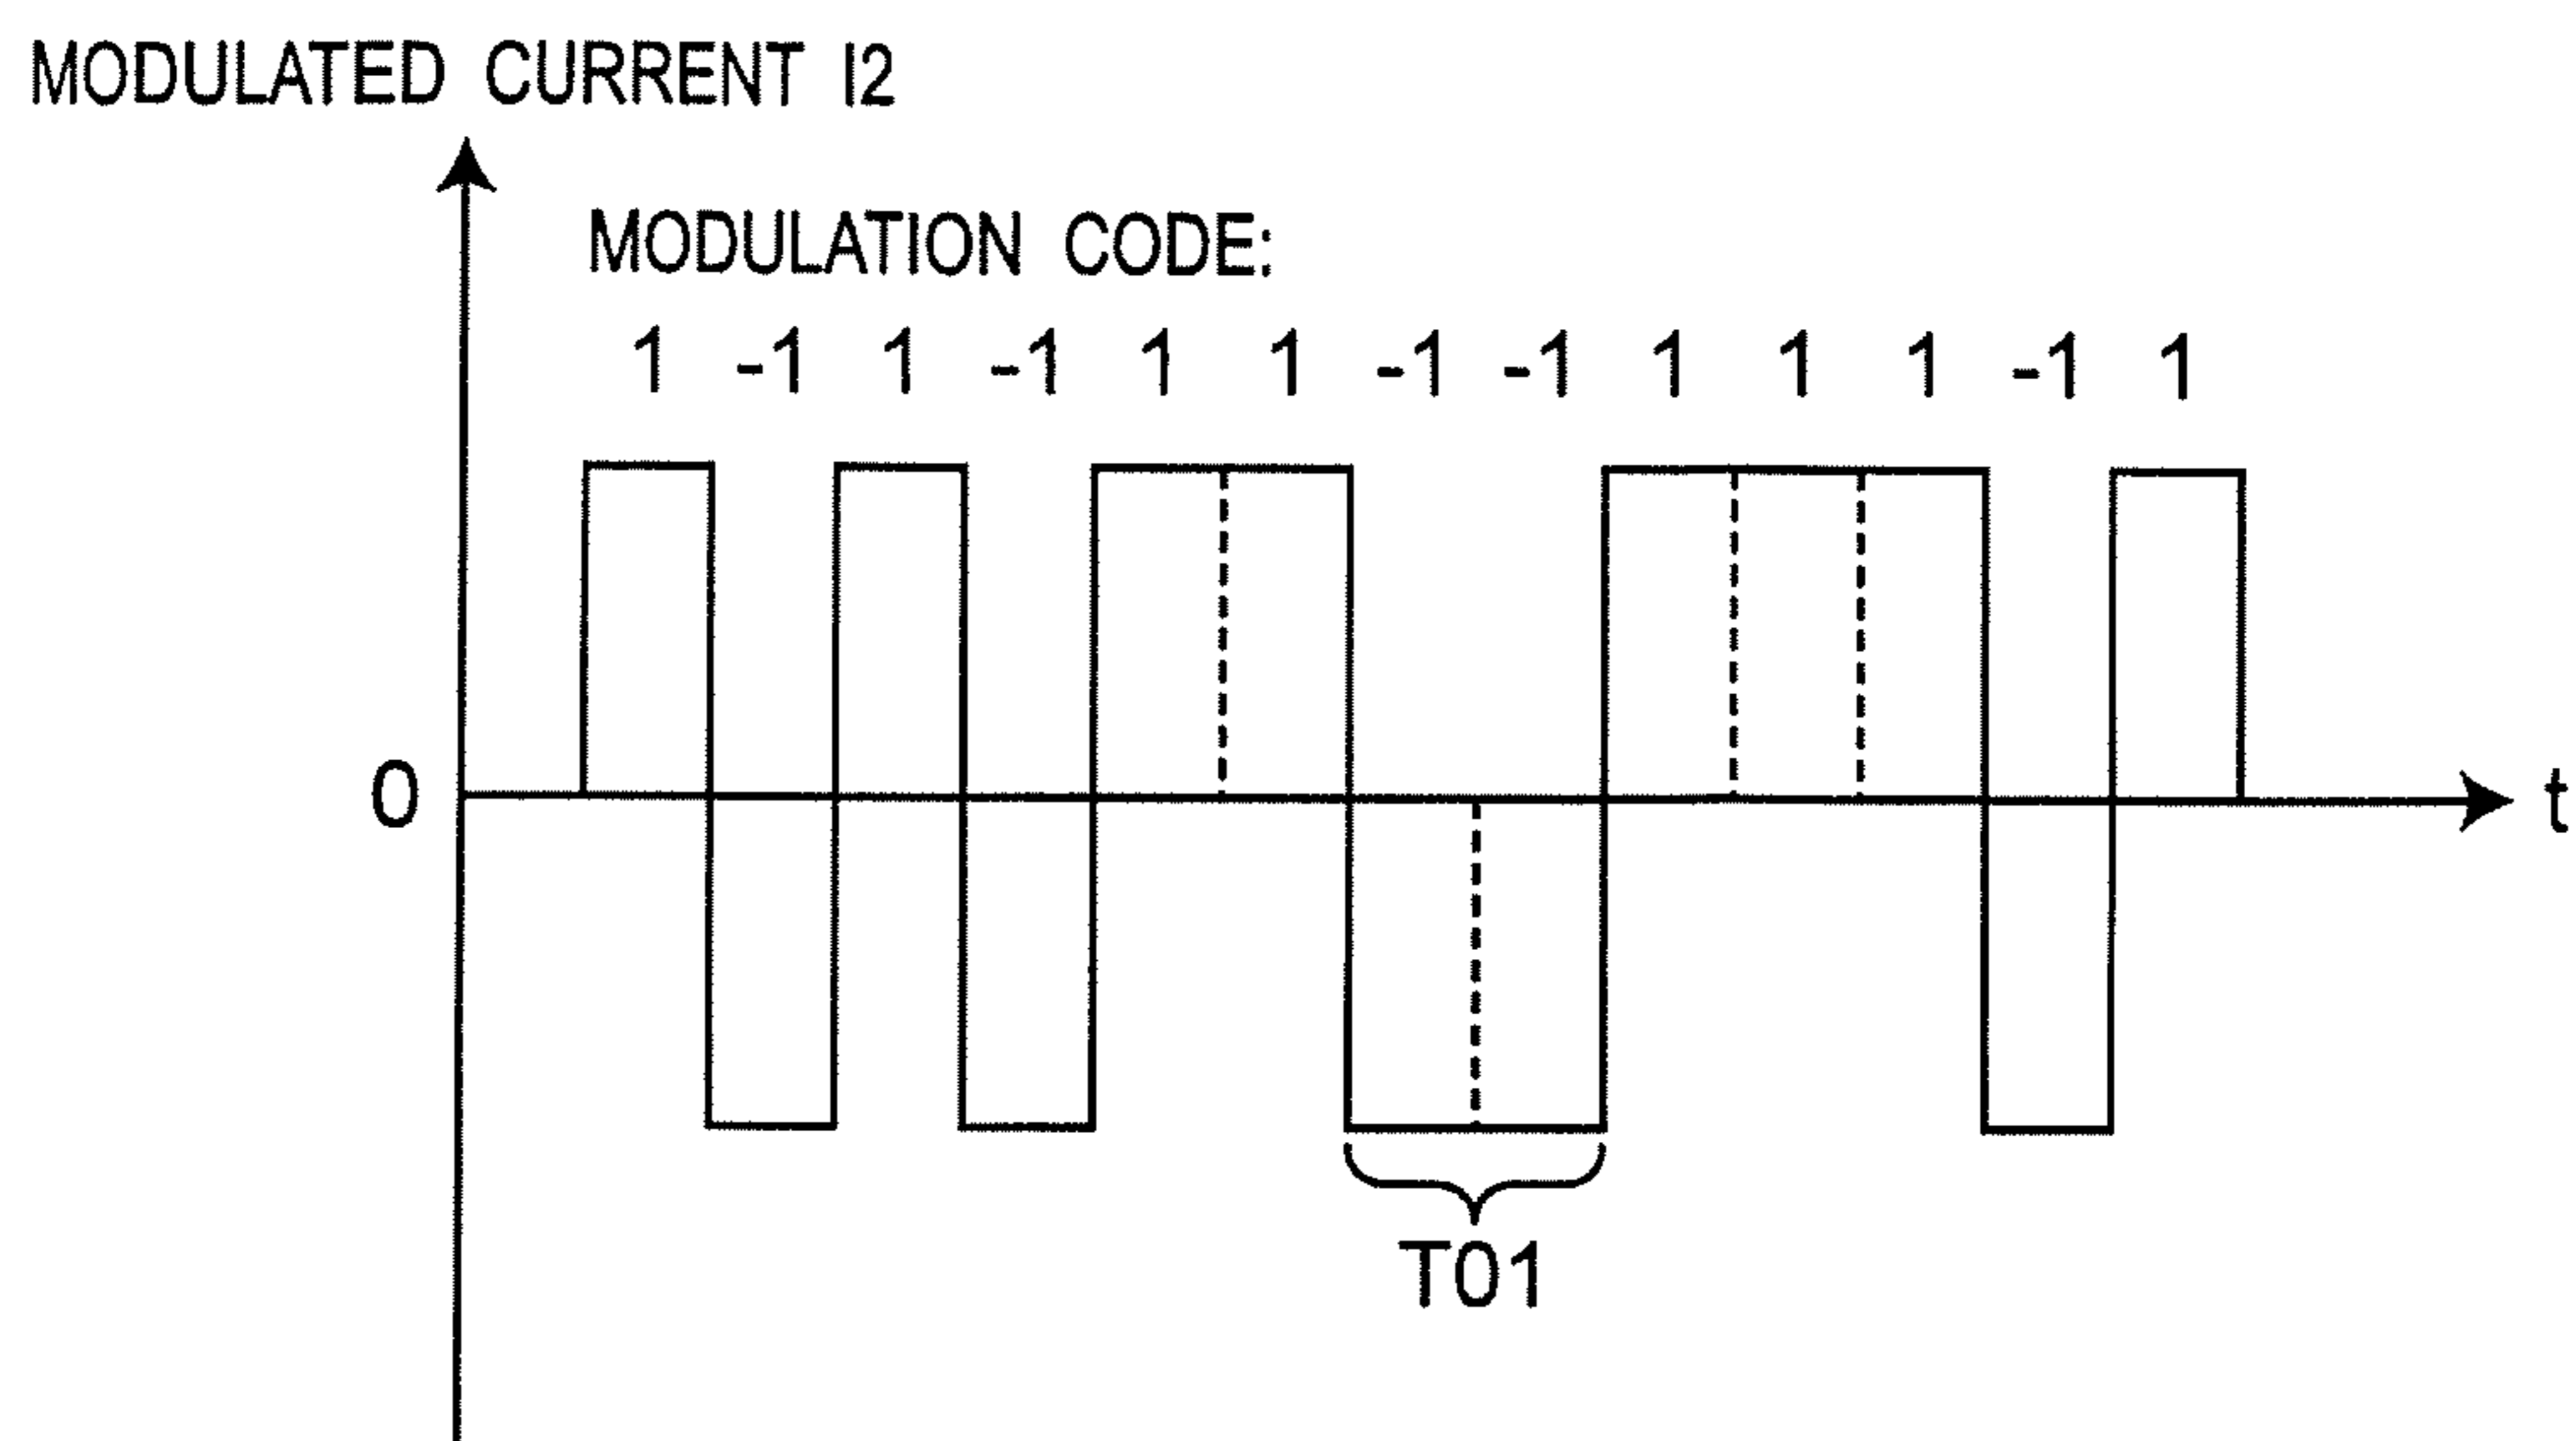 MODULATED CURRENT I2
MODULATION CODE:
1 -1 1 -1 1 1 -1 -1 1 1 1 -1 1
0
t
T01